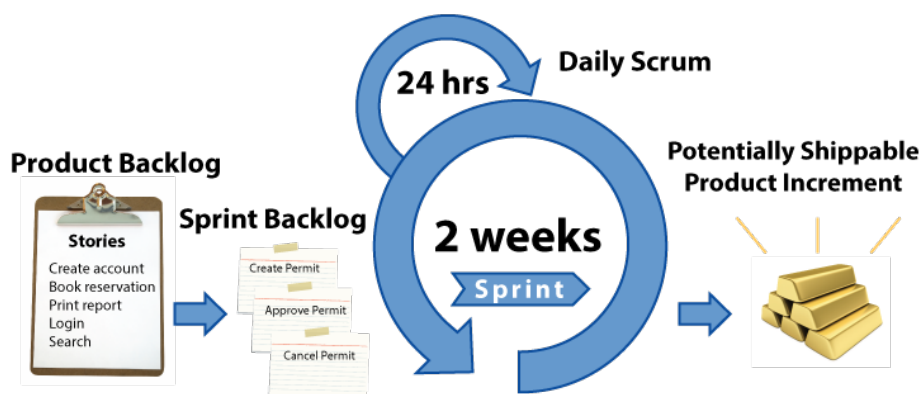 Product Backlog
Stories
Create account
Book reservation
Print report
Login
Search
Sprint Backlog
Create Permit
Approve Permit
Cancel Permit
24 hrs
Daily Scrum
2 weeks
Sprint
Potentially Shippable
Product Increment